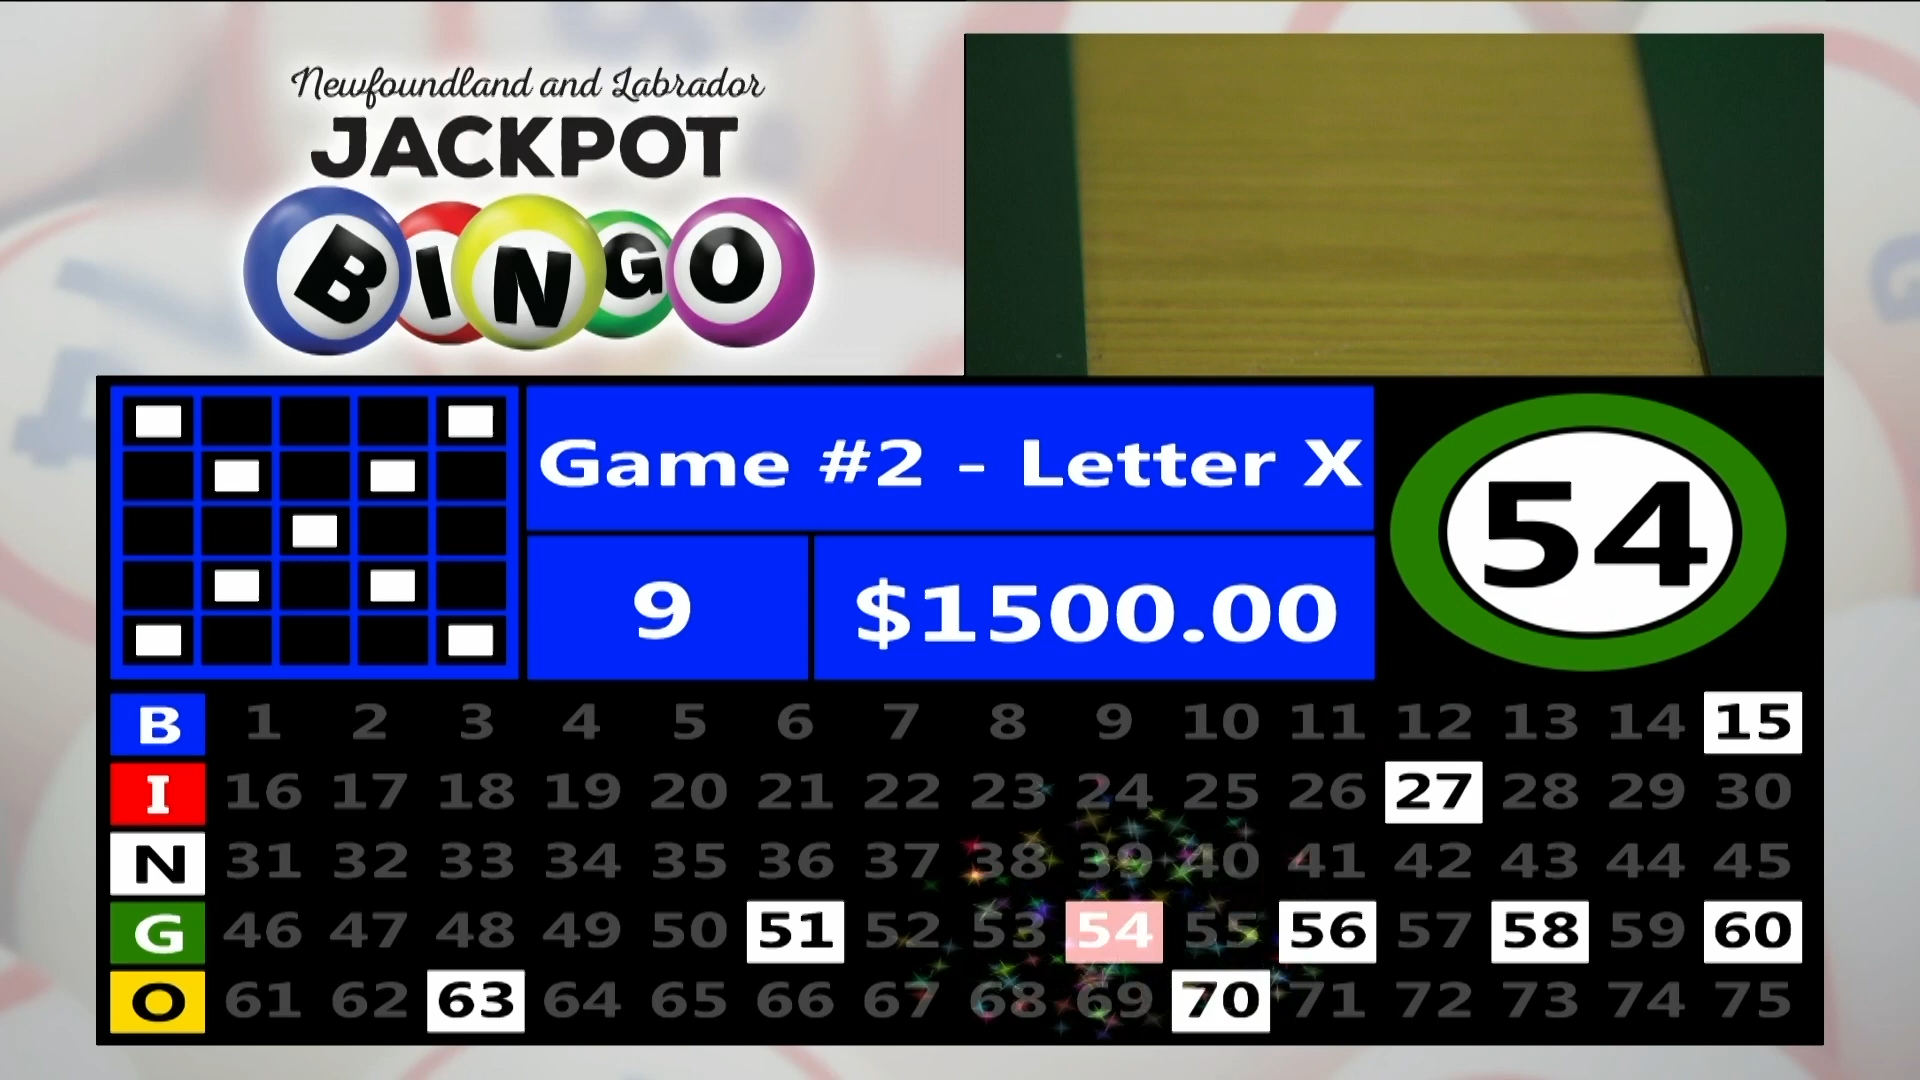 Newfoundland and Labrador
JACKPOT
BINGO
Game #2 - Letter X
9
$1500.00
54
B 1 2 3 4 5 6 7 8 9 10 11 12 13 14 15
I 16 17 18 19 20 21 22 23 24 25 26 27 28 29 30
N 31 32 33 34 35 36 37 38 39 40 41 42 43 44 45
G 46 47 48 49 50 51 52 53 54 55 56 57 58 59 60
O 61 62 63 64 65 66 67 68 69 70 71 72 73 74 75